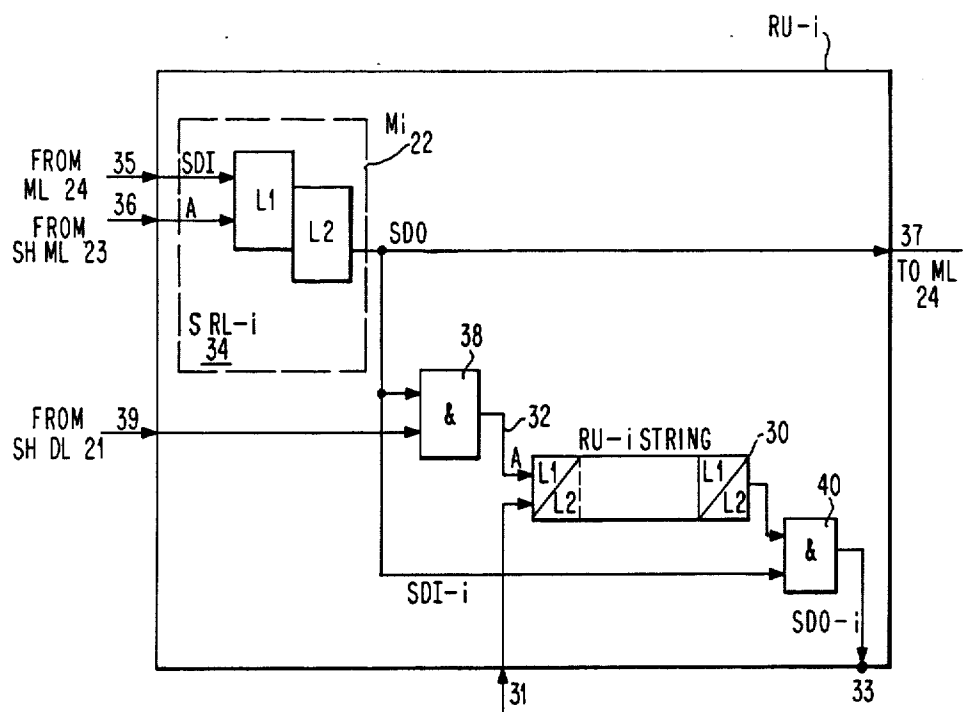 RU-i
Mi
22
FROM
ML 24
35
SDI
36
A
FROM
SH ML 23
L1
L2
SDO
37
TO ML
24
SRL-i
34
38
&
FROM
SH DL 21
39
32
RU-i STRING
30
A
L1
L2
L1
L2
40
&
SDI-i
SDO-i
31
33